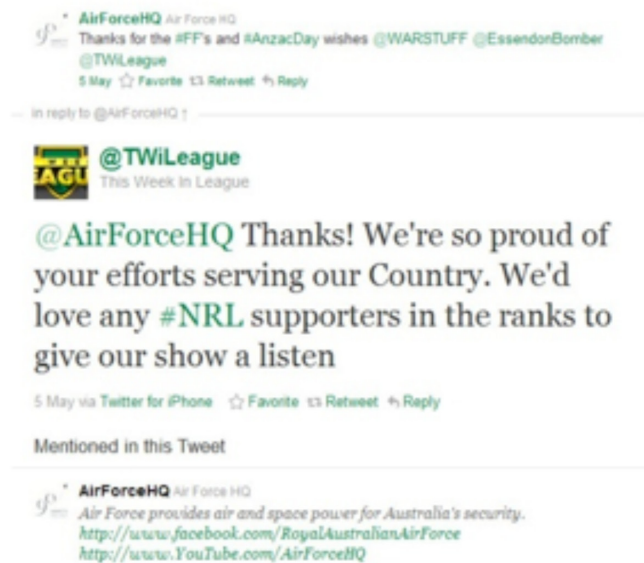 AirForceHQ Air Force HQ
Thanks for the #FF's and #AnzacDay wishes @WARSTUFF @EssendonBomber
@TWiLeague
5 May Favorite Retweet Reply
in reply to @AirForceHQ ↑
@TWiLeague
This Week In League
AGU
@AirForceHQ Thanks! We're so proud of
your efforts serving our Country. We'd
love any #NRL supporters in the ranks to
give our show a listen
5 May via Twitter for iPhone Favorite Retweet Reply
Mentioned in this Tweet
AirForceHQ Air Force HQ
Air Force provides air and space power for Australia's security.
http://www.facebook.com/RoyalAustralianAirForce
http://www.YouTube.com/AirForceHQ